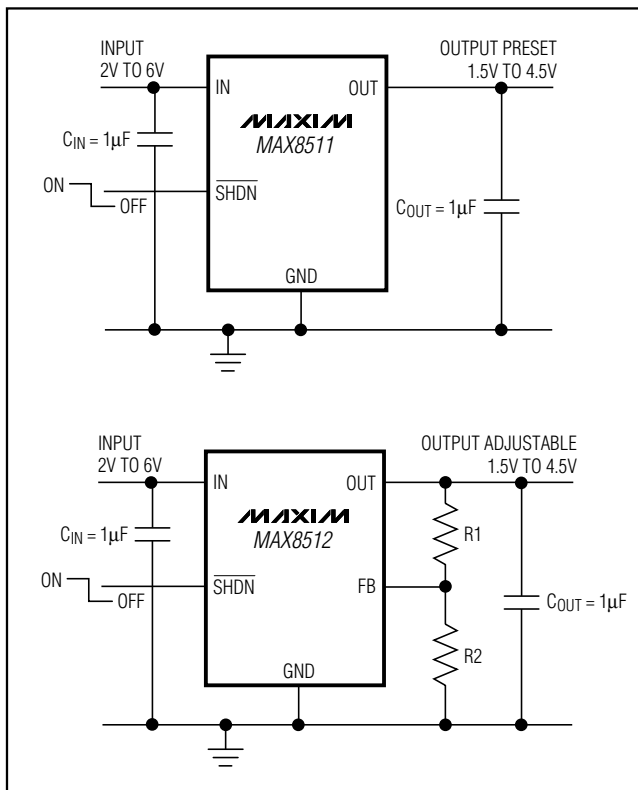 INPUT
2V TO 6V
OUTPUT PRESET
1.5V TO 4.5V
IN
OUT
MAXIM
MAX8511
CIN = 1µF
ON
OFF
SHDN
COUT = 1µF
GND
INPUT
2V TO 6V
OUTPUT ADJUSTABLE
1.5V TO 4.5V
IN
OUT
MAXIM
MAX8512
R1
CIN = 1µF
ON
OFF
SHDN
FB
COUT = 1µF
R2
GND